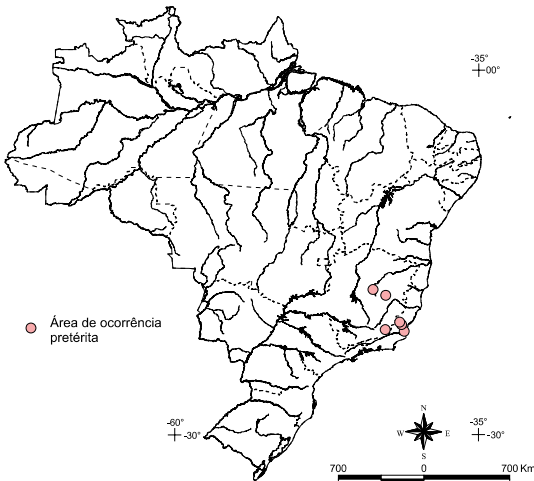 -35°
00°
Área de ocorrência
pretérita
-60°
-30°
N
W
E
S
-35°
-30°
700
0
700 Km